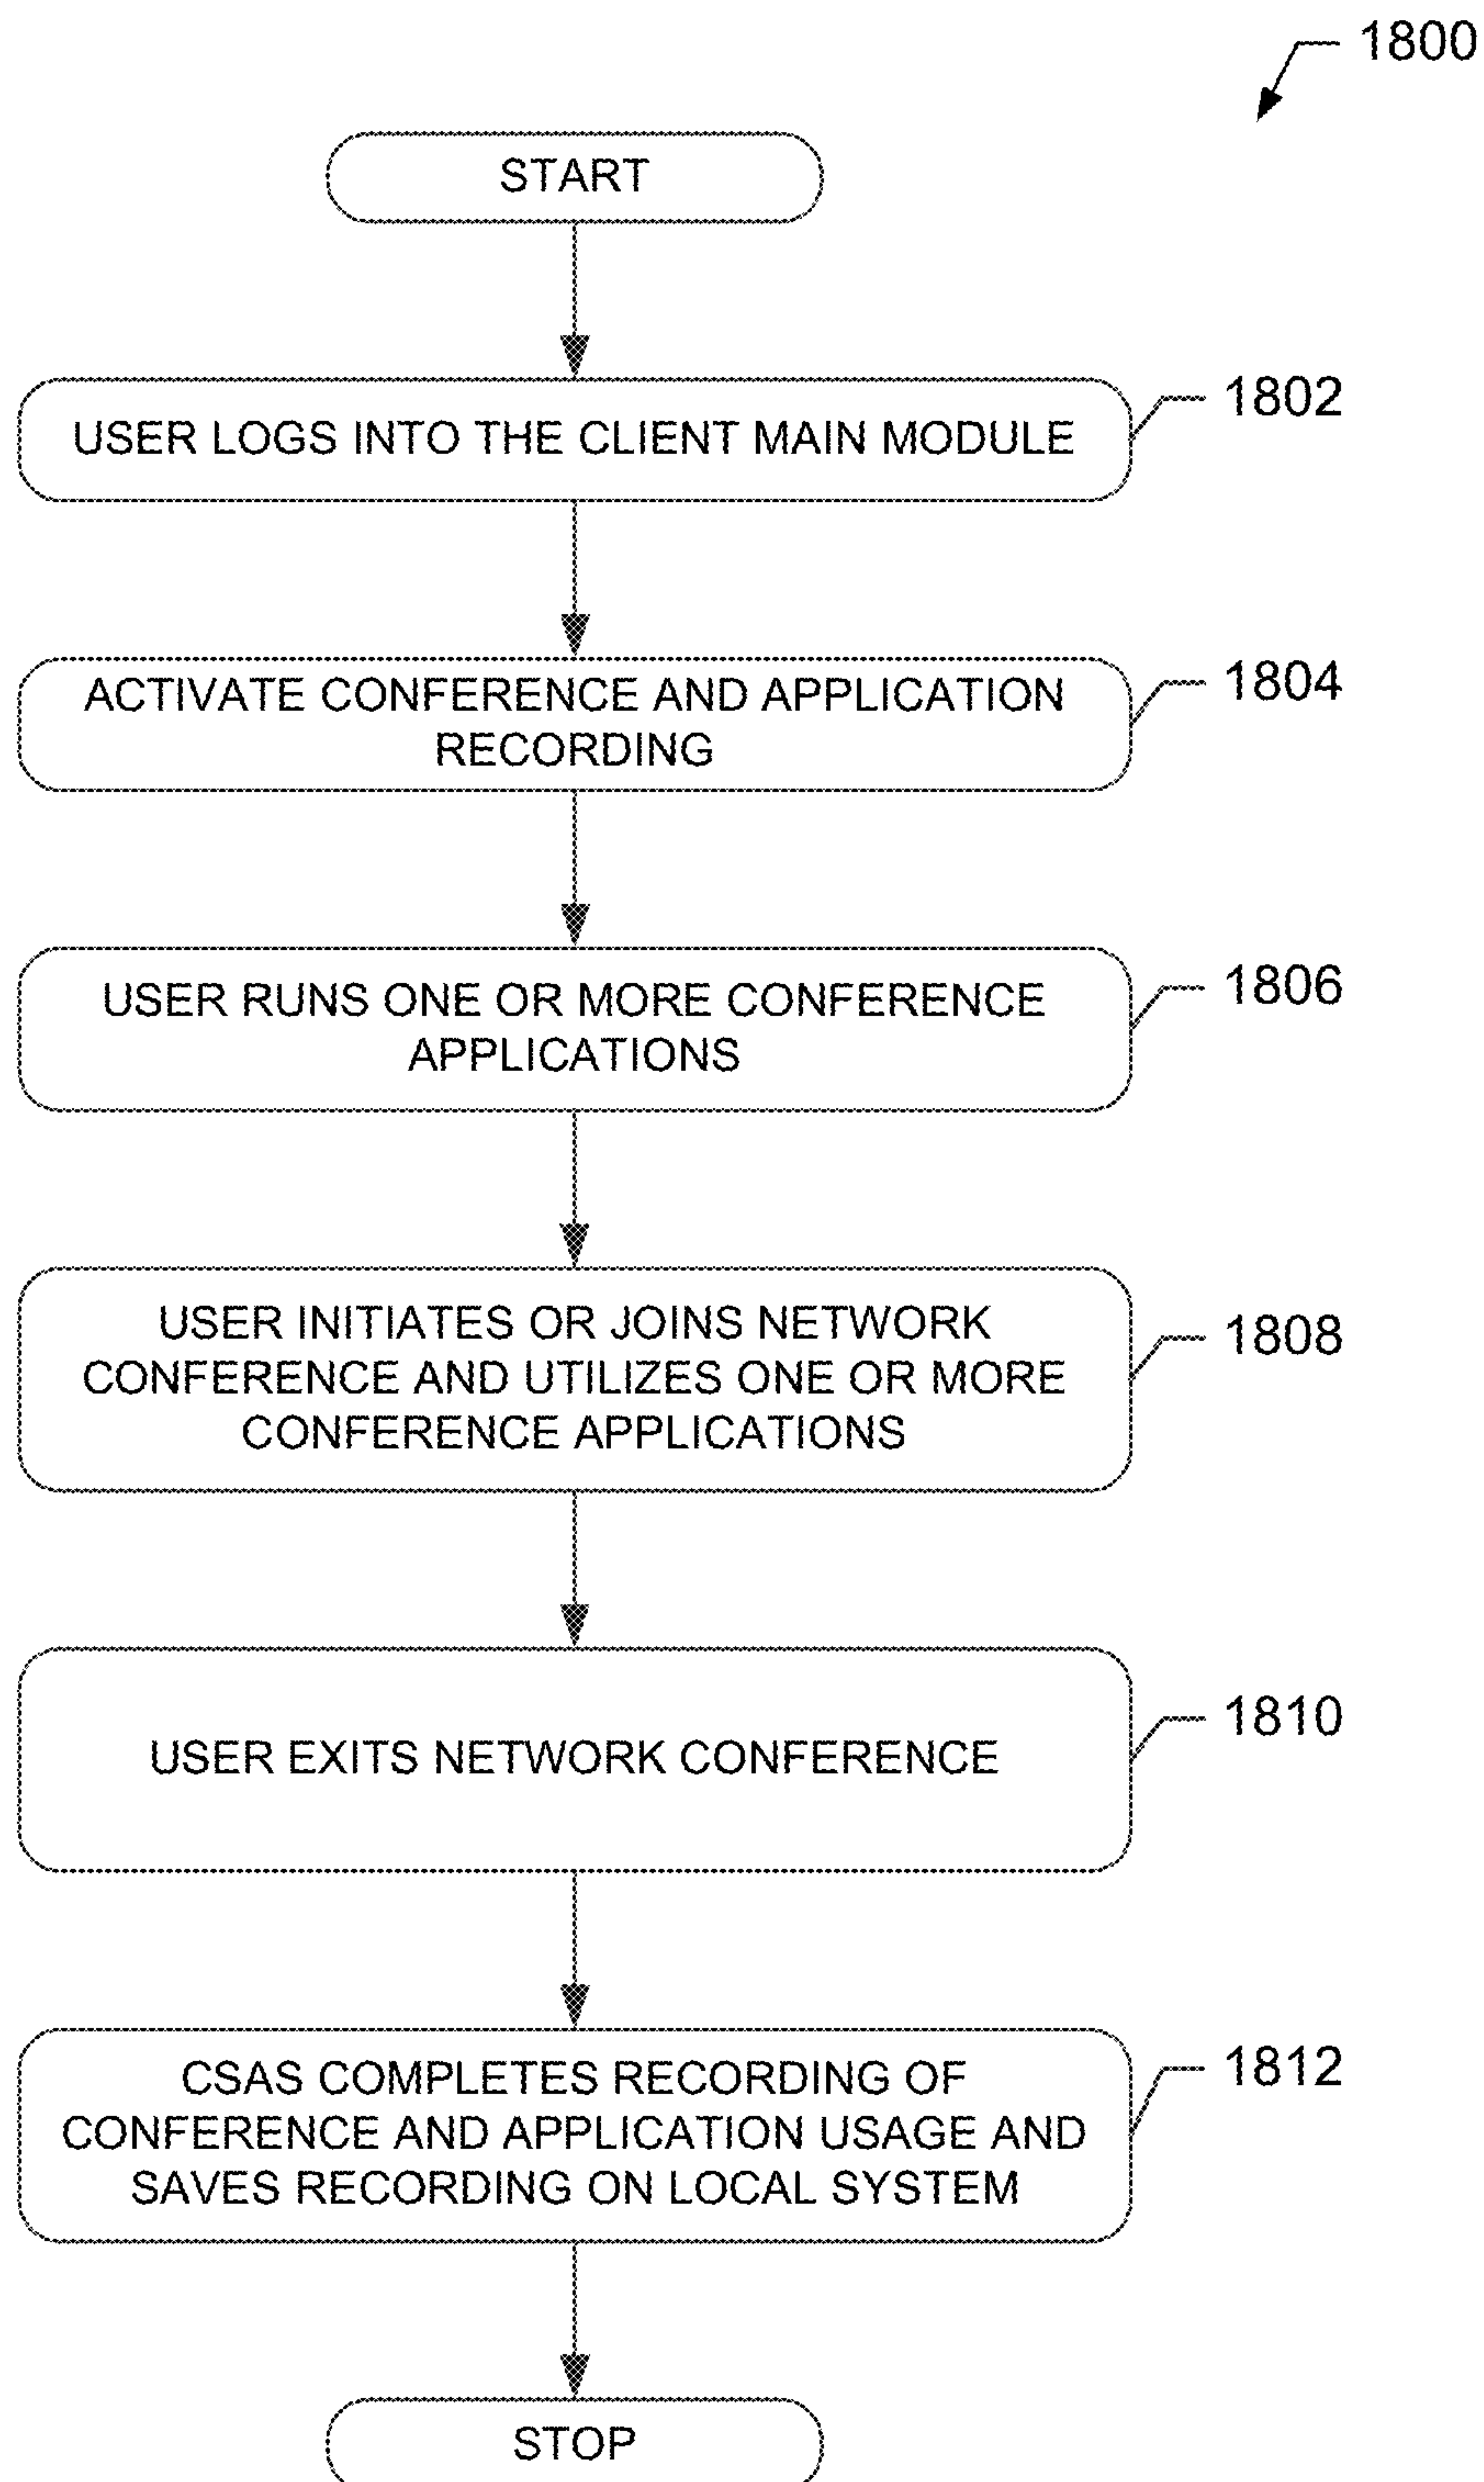 1800
START
USER LOGS INTO THE CLIENT MAIN MODULE
1802
ACTIVATE CONFERENCE AND APPLICATION
RECORDING
1804
USER RUNS ONE OR MORE CONFERENCE
APPLICATIONS
1806
USER INITIATES OR JOINS NETWORK
CONFERENCE AND UTILIZES ONE OR MORE
CONFERENCE APPLICATIONS
1808
USER EXITS NETWORK CONFERENCE
1810
CSAS COMPLETES RECORDING OF
CONFERENCE AND APPLICATION USAGE AND
SAVES RECORDING ON LOCAL SYSTEM
1812
STOP